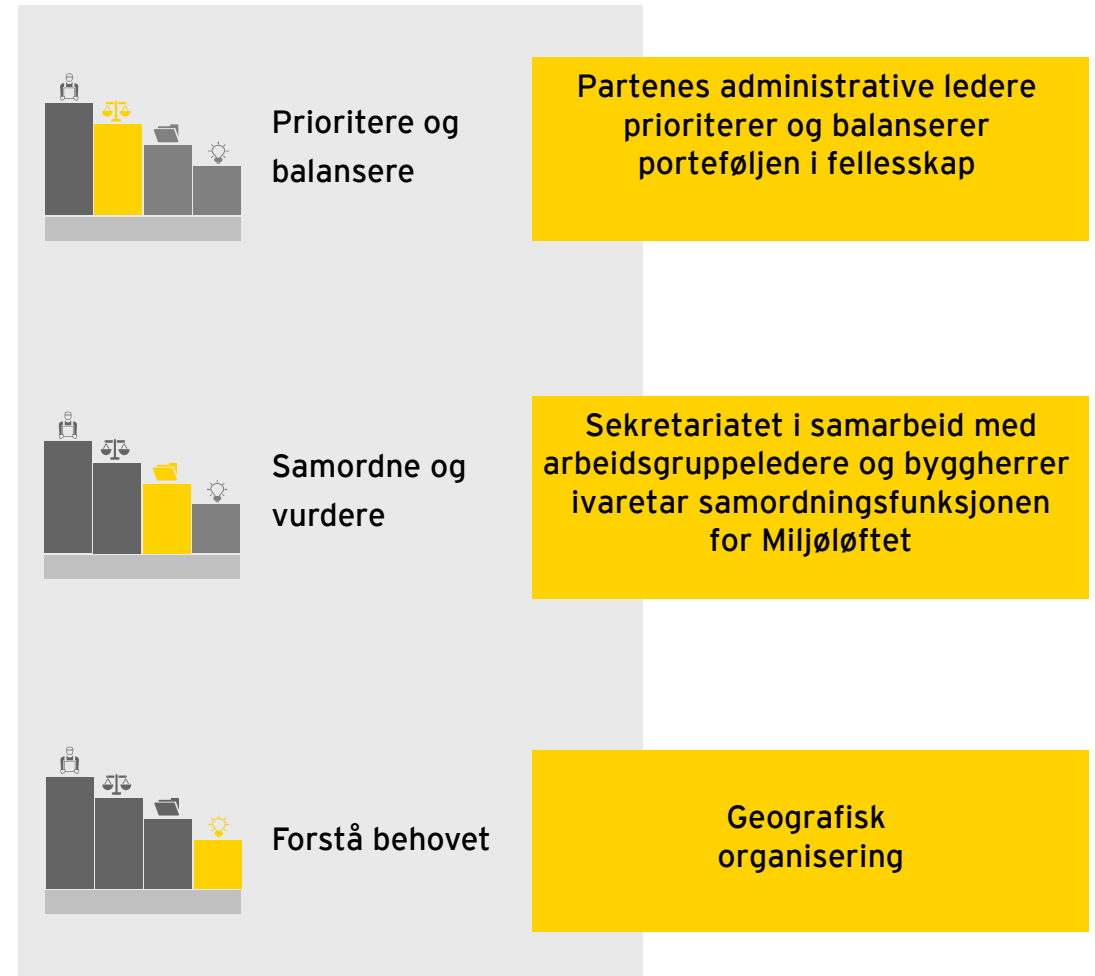 Prioritere og
balansere
Partenes administrative ledere
prioriterer og balanserer
porteføljen i fellesskap
Samordne og
vurdere
Sekretariatet i samarbeid med
arbeidsgruppeledere og byggherrer
ivaretar samordningsfunksjonen
for Miljøløftet
Forstå behovet
Geografisk
organisering